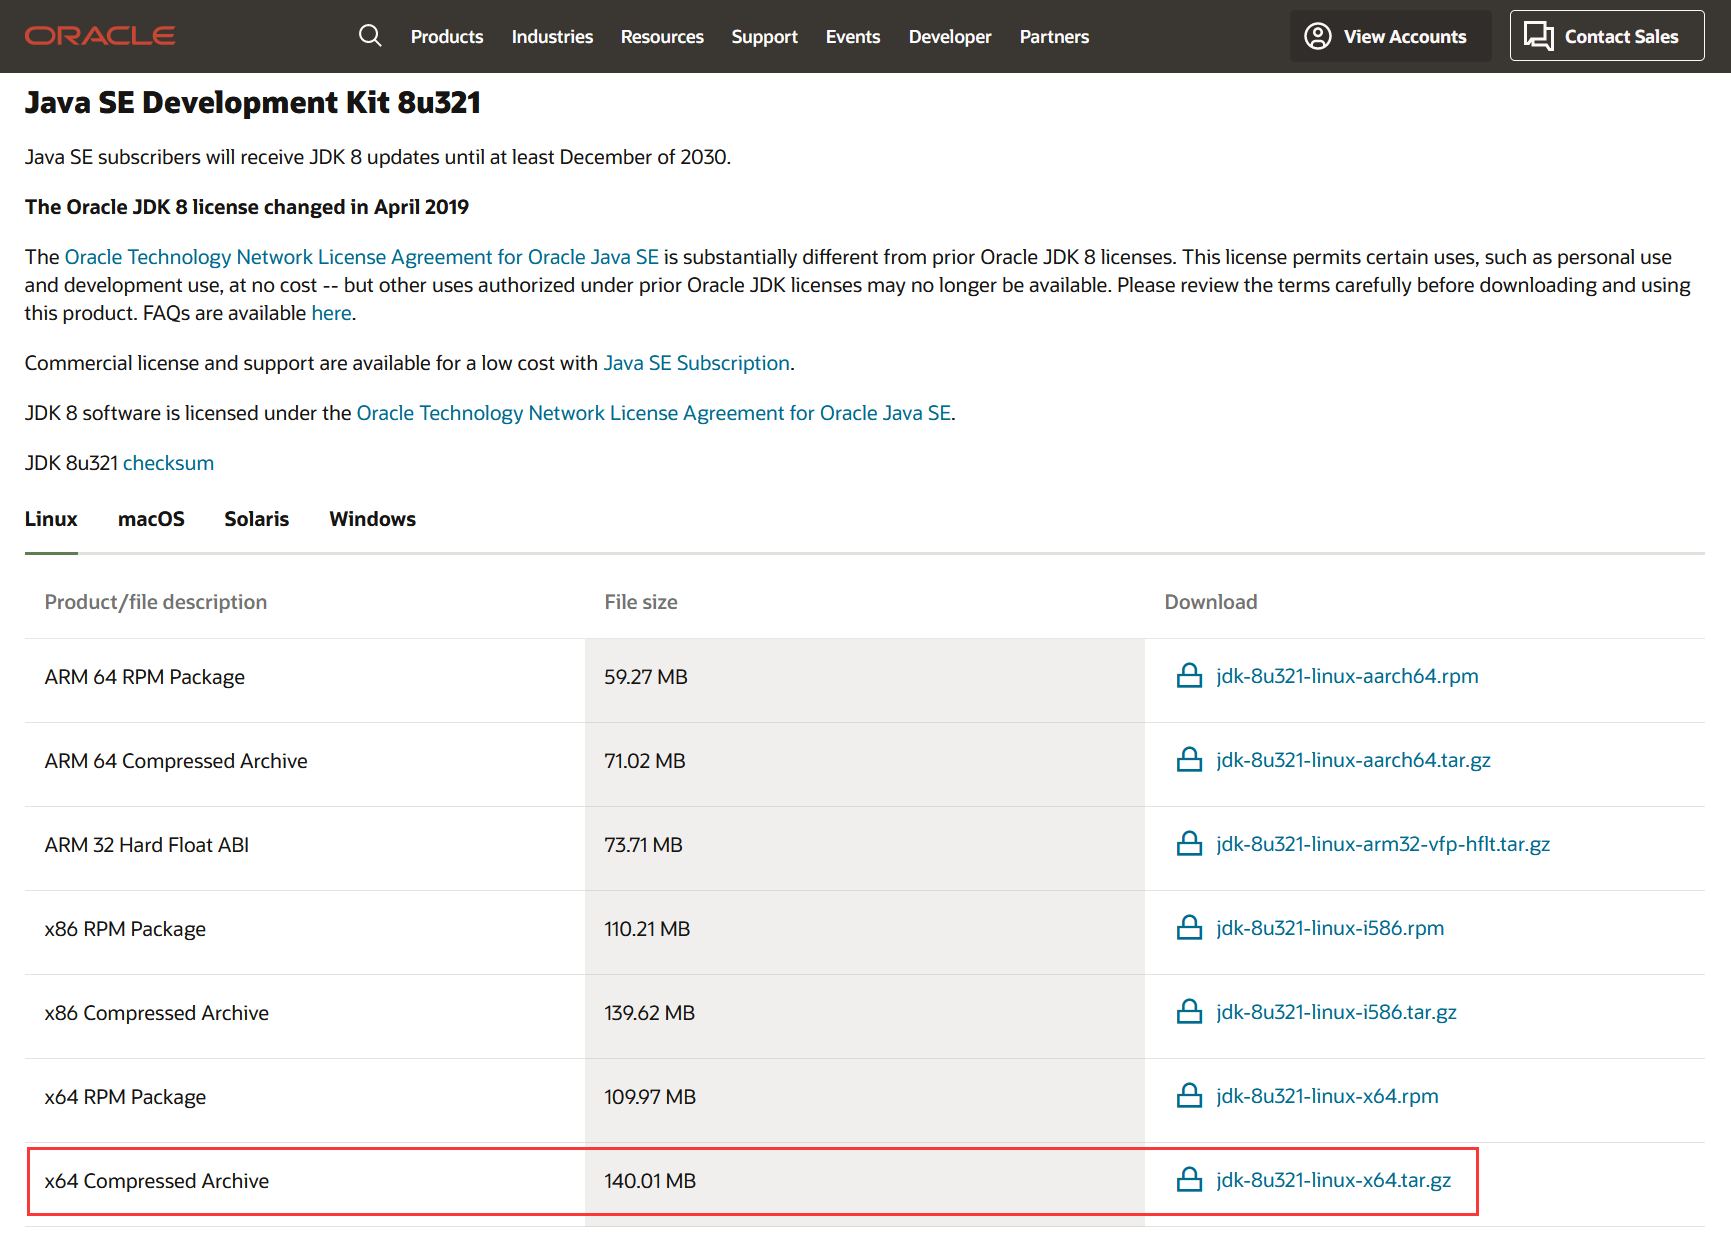 ORACLE
Products Industries Resources Support Events Developer Partners
View Accounts
Contact Sales
Java SE Development Kit 8u321
Java SE subscribers will receive JDK 8 updates until at least December of 2030.
The Oracle JDK 8 license changed in April 2019
The Oracle Technology Network License Agreement for Oracle Java SE is substantially different from prior Oracle JDK 8 licenses. This license permits certain uses, such as personal use
and development use, at no cost -- but other uses authorized under prior Oracle JDK licenses may no longer be available. Please review the terms carefully before downloading and using
this product. FAQs are available here.
Commercial license and support are available for a low cost with Java SE Subscription.
JDK 8 software is licensed under the Oracle Technology Network License Agreement for Oracle Java SE.
JDK 8u321 checksum
Linux macOS Solaris Windows
Product/file description File size Download
ARM 64 RPM Package 59.27 MB jdk-8u321-linux-aarch64.rpm
ARM 64 Compressed Archive 71.02 MB jdk-8u321-linux-aarch64.tar.gz
ARM 32 Hard Float ABI 73.71 MB jdk-8u321-linux-arm32-vfp-hflt.tar.gz
x86 RPM Package 110.21 MB jdk-8u321-linux-i586.rpm
x86 Compressed Archive 139.62 MB jdk-8u321-linux-i586.tar.gz
x64 RPM Package 109.97 MB jdk-8u321-linux-x64.rpm
x64 Compressed Archive 140.01 MB jdk-8u321-linux-x64.tar.gz